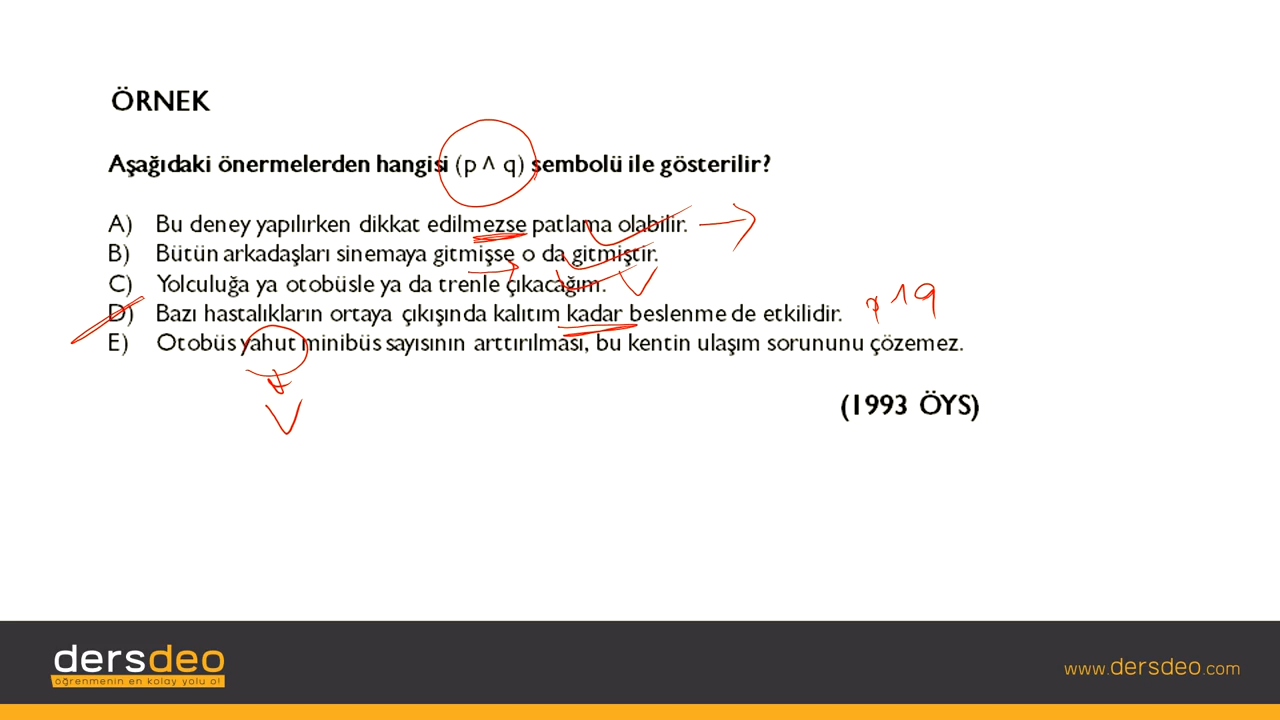 ÖRNEK
Aşağıdaki önermelerden hangisi (p ∧ q) sembolü ile gösterilir?
A) Bu deney yapılırken dikkat edilmezse patlama olabilir. →
B) Bütün arkadaşları sinemaya gitmişse o da gitmiştir.
C) Yolculuğa ya otobüsle ya da trenle çıkacağım. V
D) Bazı hastalıkların ortaya çıkışında kalıtım kadar beslenme de etkilidir. p ∧ q
E) Otobüs yahut minibüs sayısının arttırılması, bu kentin ulaşım sorununu çözemez.
V
(1993 ÖYS)
dersdeo
öğrenmenin en kolay yolu o!
www.dersdeo.com